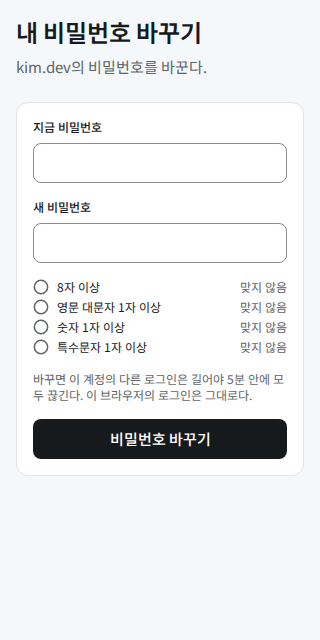 내 비밀번호 바꾸기
kim.dev의 비밀번호를 바꾼다.
지금 비밀번호
새 비밀번호
8자 이상 맞지 않음
영문 대문자 1자 이상 맞지 않음
숫자 1자 이상 맞지 않음
특수문자 1자 이상 맞지 않음
바꾸면 이 계정의 다른 로그인은 길어야 5분 안에 모
두 끊긴다. 이 브라우저의 로그인은 그대로다.
비밀번호 바꾸기